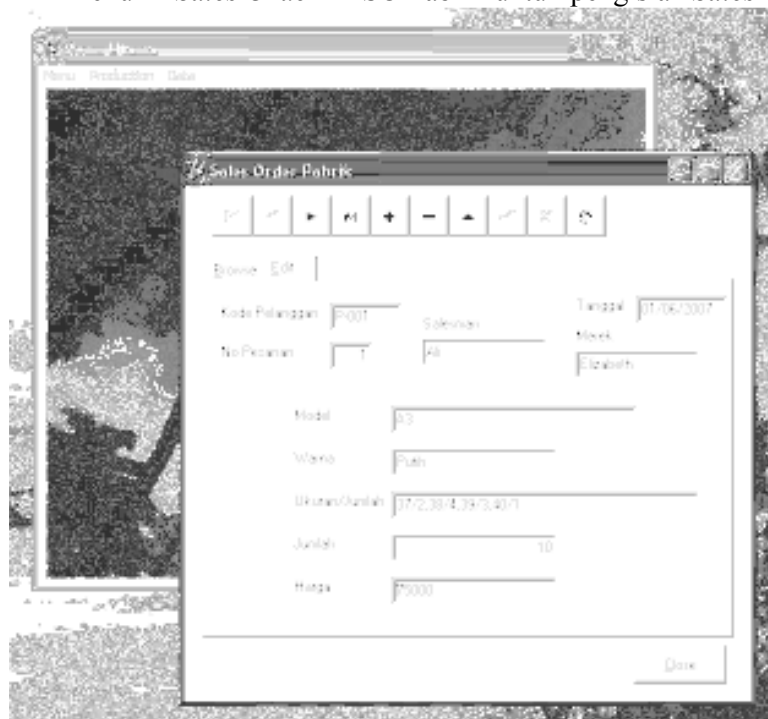 Menu Production Data
Sales Order Pabrik
Browse Edit
Kode Pelanggan P-001
Salesman
Tanggal 01/06/2007
No Pesanan 1
Ali
Merek
Elizabeth
Model A3
Warna Putih
Ukuran/Jumlah 37/2,38/4,39/3,40/1
Jumlah 10
Harga 75000
Close